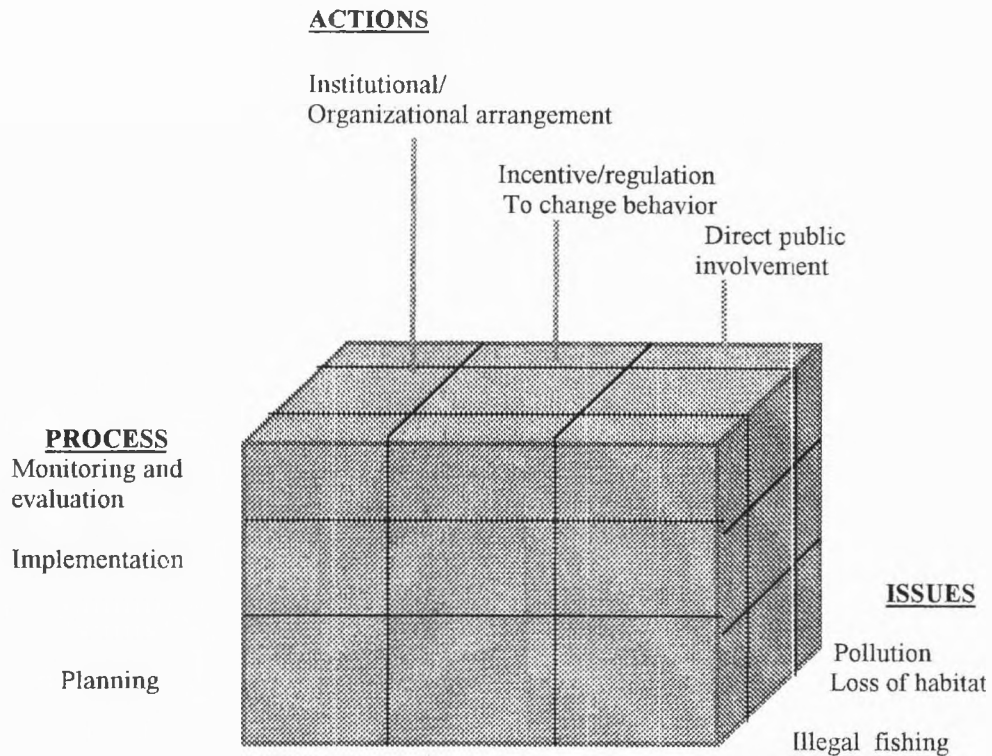 ACTIONS
Institutional/
Organizational arrangement
Incentive/regulation
To change behavior
Direct public
involvement
PROCESS
Monitoring and
evaluation
Implementation
Planning
ISSUES
Pollution
Loss of habitat
Illegal fishing